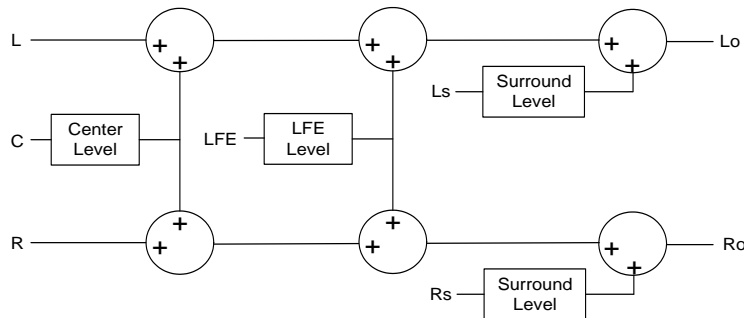 L
+
+
+
+
+
+
Lo
Ls
Surround
Level
C
Center
Level
LFE
LFE
Level
R
+
+
+
+
+
+
Ro
Rs
Surround
Level